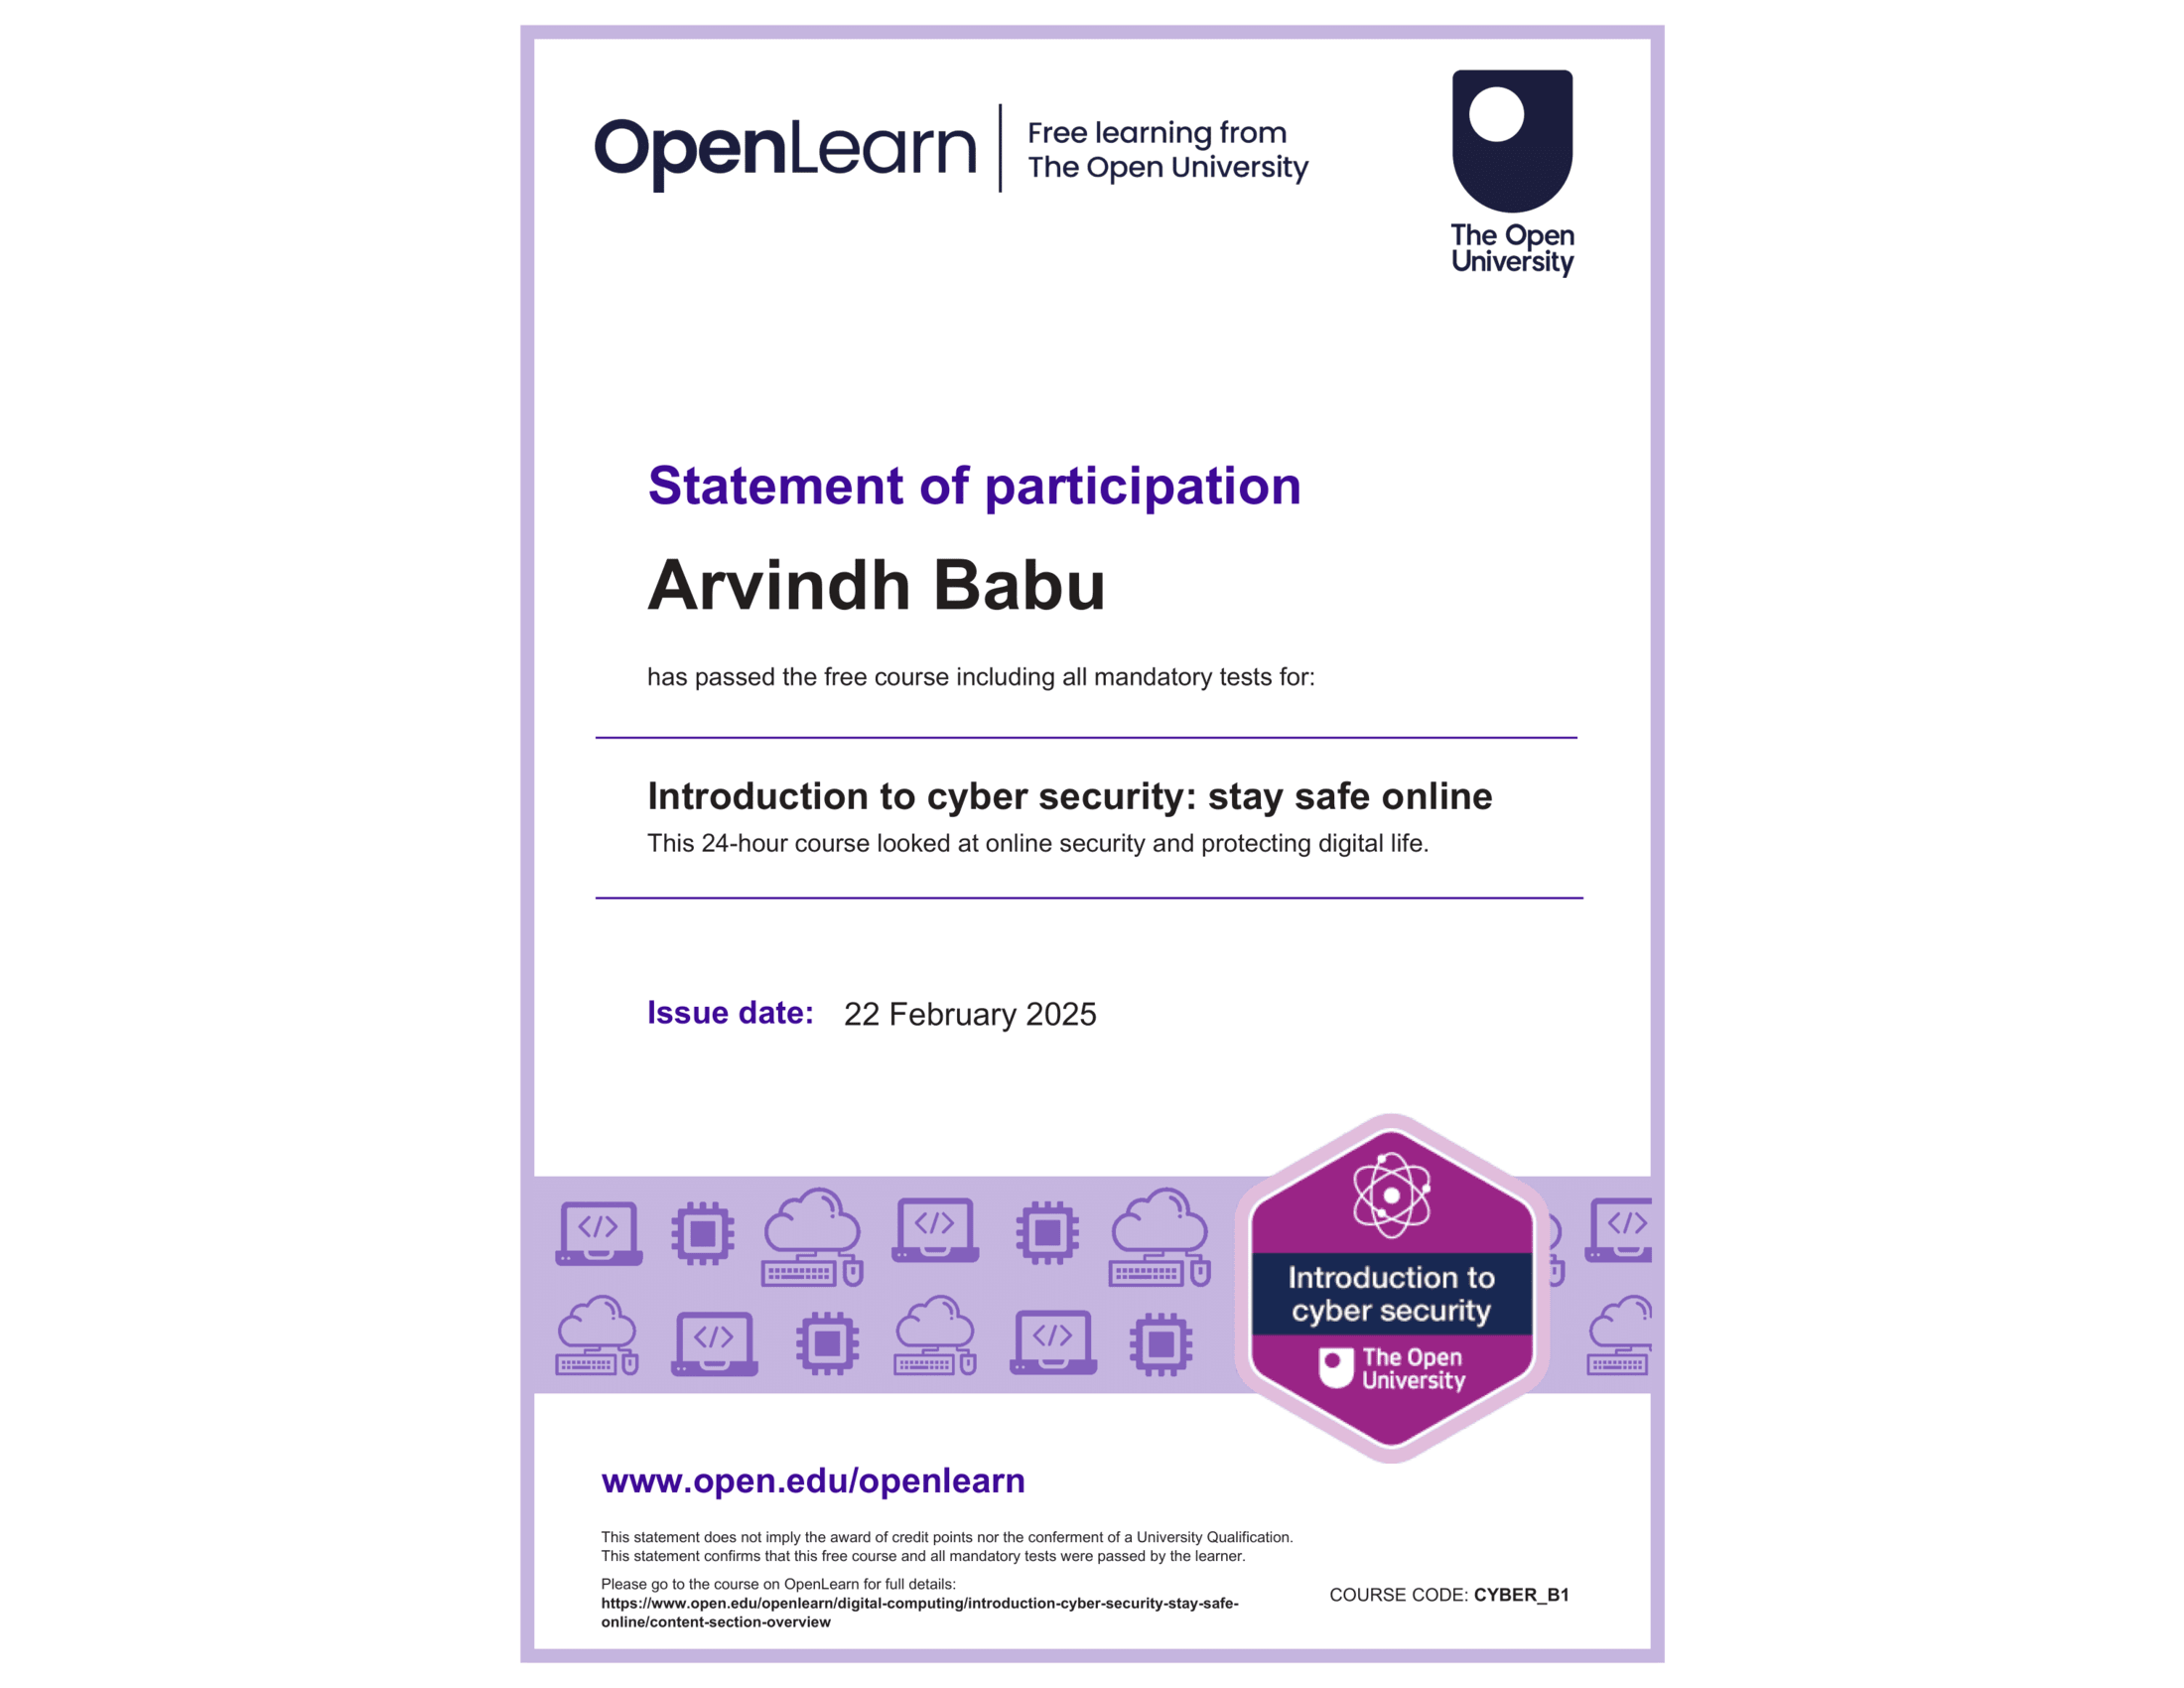 OpenLearn
Free learning from
The Open University
The Open
University
Statement of participation
Arvindh Babu
has passed the free course including all mandatory tests for:
Introduction to cyber security: stay safe online
This 24-hour course looked at online security and protecting digital life.
Issue date: 22 February 2025
Introduction to
cyber security
The Open
University
www.open.edu/openlearn
This statement does not imply the award of credit points nor the conferment of a University Qualification.
This statement confirms that this free course and all mandatory tests were passed by the learner.
Please go to the course on OpenLearn for full details:
https://www.open.edu/openlearn/digital-computing/introduction-cyber-security-stay-safe-
online/content-section-overview
COURSE CODE: CYBER_B1